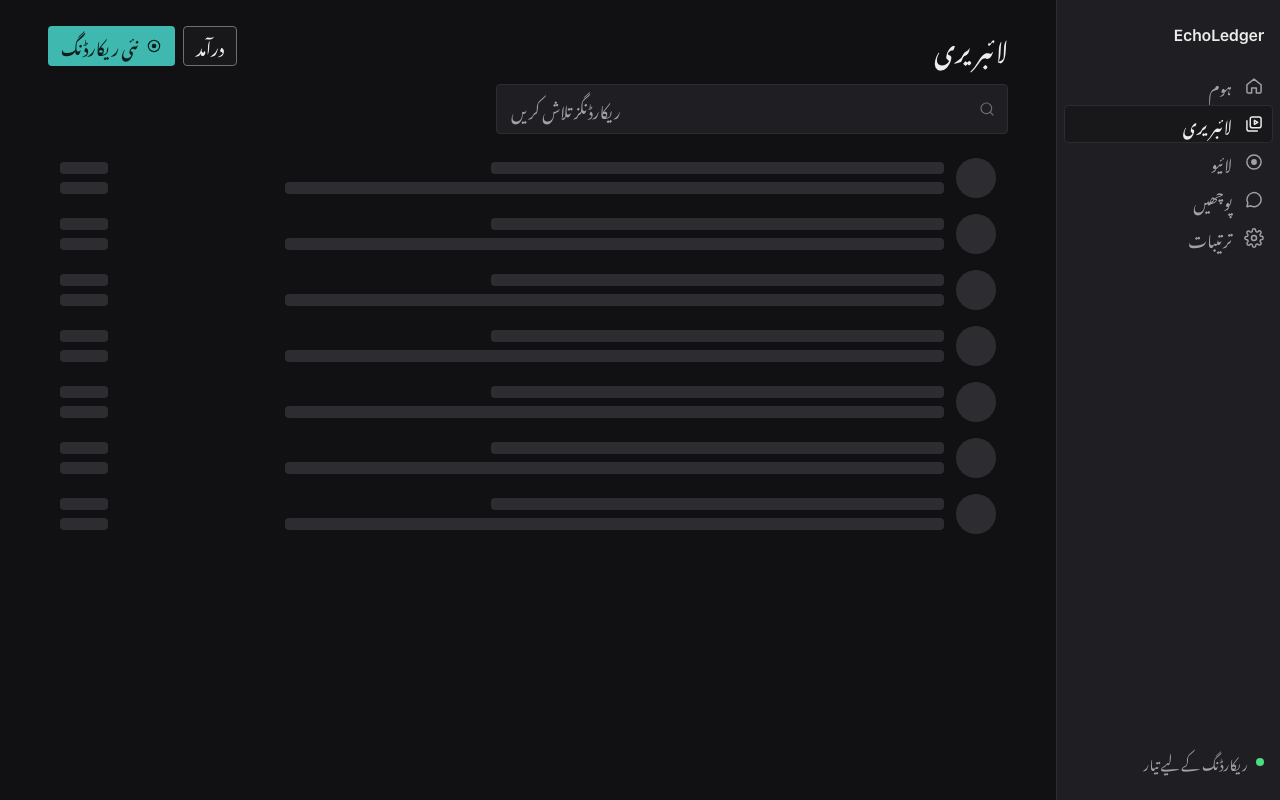 EchoLedger
ہوم
لائبریری
لائیو
پوچھیں
ترتیبات
ریکارڈنگ کے لیے تیار
لائبریری
درآمد
نئی ریکارڈنگ
ریکارڈنگز تلاش کریں